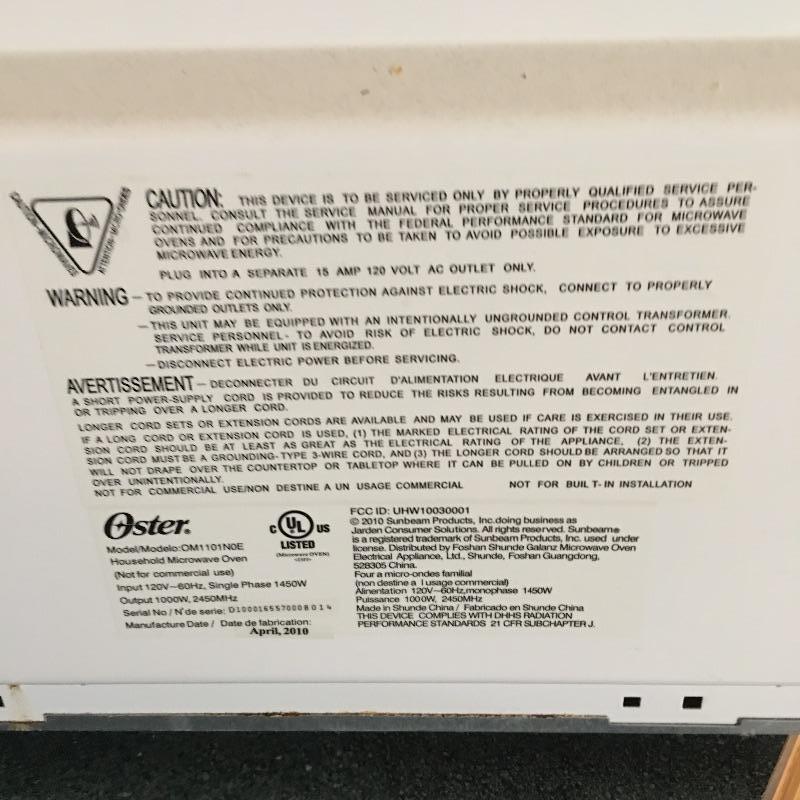 CAUTION: THIS DEVICE IS TO BE SERVICED ONLY BY PROPERLY QUALIFIED SERVICE PER-
SONNEL. CONSULT THE SERVICE MANUAL FOR PROPER SERVICE PROCEDURES TO ASSURE
CONTINUED COMPLIANCE WITH THE FEDERAL PERFORMANCE STANDARD FOR MICROWAVE
OVENS AND FOR PRECAUTIONS TO BE TAKEN TO AVOID POSSIBLE EXPOSURE TO EXCESSIVE
MICROWAVE ENERGY.
PLUG INTO A SEPARATE 15 AMP 120 VOLT AC OUTLET ONLY.
WARNING – TO PROVIDE CONTINUED PROTECTION AGAINST ELECTRIC SHOCK, CONNECT TO PROPERLY
GROUNDED OUTLETS ONLY.
– THIS UNIT MAY BE EQUIPPED WITH AN INTENTIONALLY UNGROUNDED CONTROL TRANSFORMER.
SERVICE PERSONNEL- TO AVOID RISK OF ELECTRIC SHOCK, DO NOT CONTACT CONTROL
TRANSFORMER WHILE UNIT IS ENERGIZED.
– DISCONNECT ELECTRIC POWER BEFORE SERVICING.
AVERTISSEMENT – DECONNECTER DU CIRCUIT D'ALIMENTATION ELECTRIQUE AVANT L'ENTRETIEN.
A SHORT POWER-SUPPLY CORD IS PROVIDED TO REDUCE THE RISKS RESULTING FROM BECOMING ENTANGLED IN
OR TRIPPING OVER A LONGER CORD.
LONGER CORD SETS OR EXTENSION CORDS ARE AVAILABLE AND MAY BE USED IF CARE IS EXERCISED IN THEIR USE.
IF A LONG CORD OR EXTENSION CORD IS USED, (1) THE MARKED ELECTRICAL RATING OF THE CORD SET OR EXTEN-
SION CORD SHOULD BE AT LEAST AS GREAT AS THE ELECTRICAL RATING OF THE APPLIANCE, (2) THE EXTEN-
SION CORD MUST BE A GROUNDING-TYPE 3-WIRE CORD, AND (3) THE LONGER CORD SHOULD BE ARRANGED SO THAT IT
WILL NOT DRAPE OVER THE COUNTERTOP OR TABLETOP WHERE IT CAN BE PULLED ON BY CHILDREN OR TRIPPED
OVER UNINTENTIONALLY.
NOT FOR COMMERCIAL USE/NON DESTINE A UN USAGE COMMERCIAL NOT FOR BUILT-IN INSTALLATION
Oster.
C UL US
LISTED
(Microwave OVEN)
Model/Modelo:OM1101N0E
Household Microwave Oven
(Not for commercial use)
Input 120V~60Hz, Single Phase 1450W
Output 1000W, 2450MHz
Serial No / N°de serie: D1000165570008014
Manufacture Date / Date de fabrication:
April, 2010
FCC ID: UHW10030001
© 2010 Sunbeam Products, Inc.doing business as
Jarden Consumer Solutions. All rights reserved. Sunbeam®
is a registered trademark of Sunbeam Products, Inc. used under
license. Distributed by Foshan Shunde Galanz Microwave Oven
Electrical Appliance, Ltd., Shunde, Foshan Guangdong,
528305 China.
Four a micro-ondes familial
(non destine a l usage commercial)
Alinentation 120V~60Hz,monophase 1450W
Puissance 1000W, 2450MHz
Made in Shunde China / Fabricado en Shunde China
THIS DEVICE COMPLIES WITH DHHS RADIATION
PERFORMANCE STANDARDS 21 CFR SUBCHAPTER J.